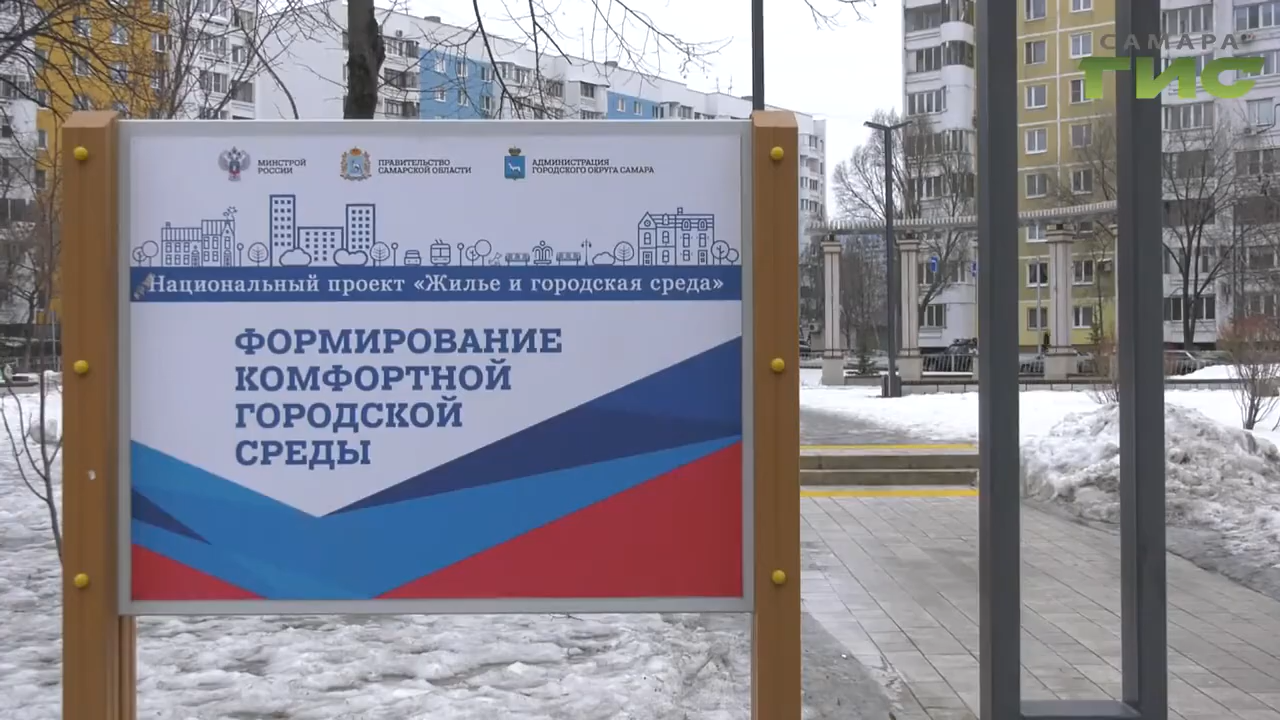 САМАРА
ГИС
МИНСТРОЙ
РОССИИ
ПРАВИТЕЛЬСТВО
САМАРСКОЙ ОБЛАСТИ
АДМИНИСТРАЦИЯ
ГОРОДСКОГО ОКРУГА САМАРА
Национальный проект «Жилье и городская среда»
ФОРМИРОВАНИЕ
КОМФОРТНОЙ
ГОРОДСКОЙ
СРЕДЫ